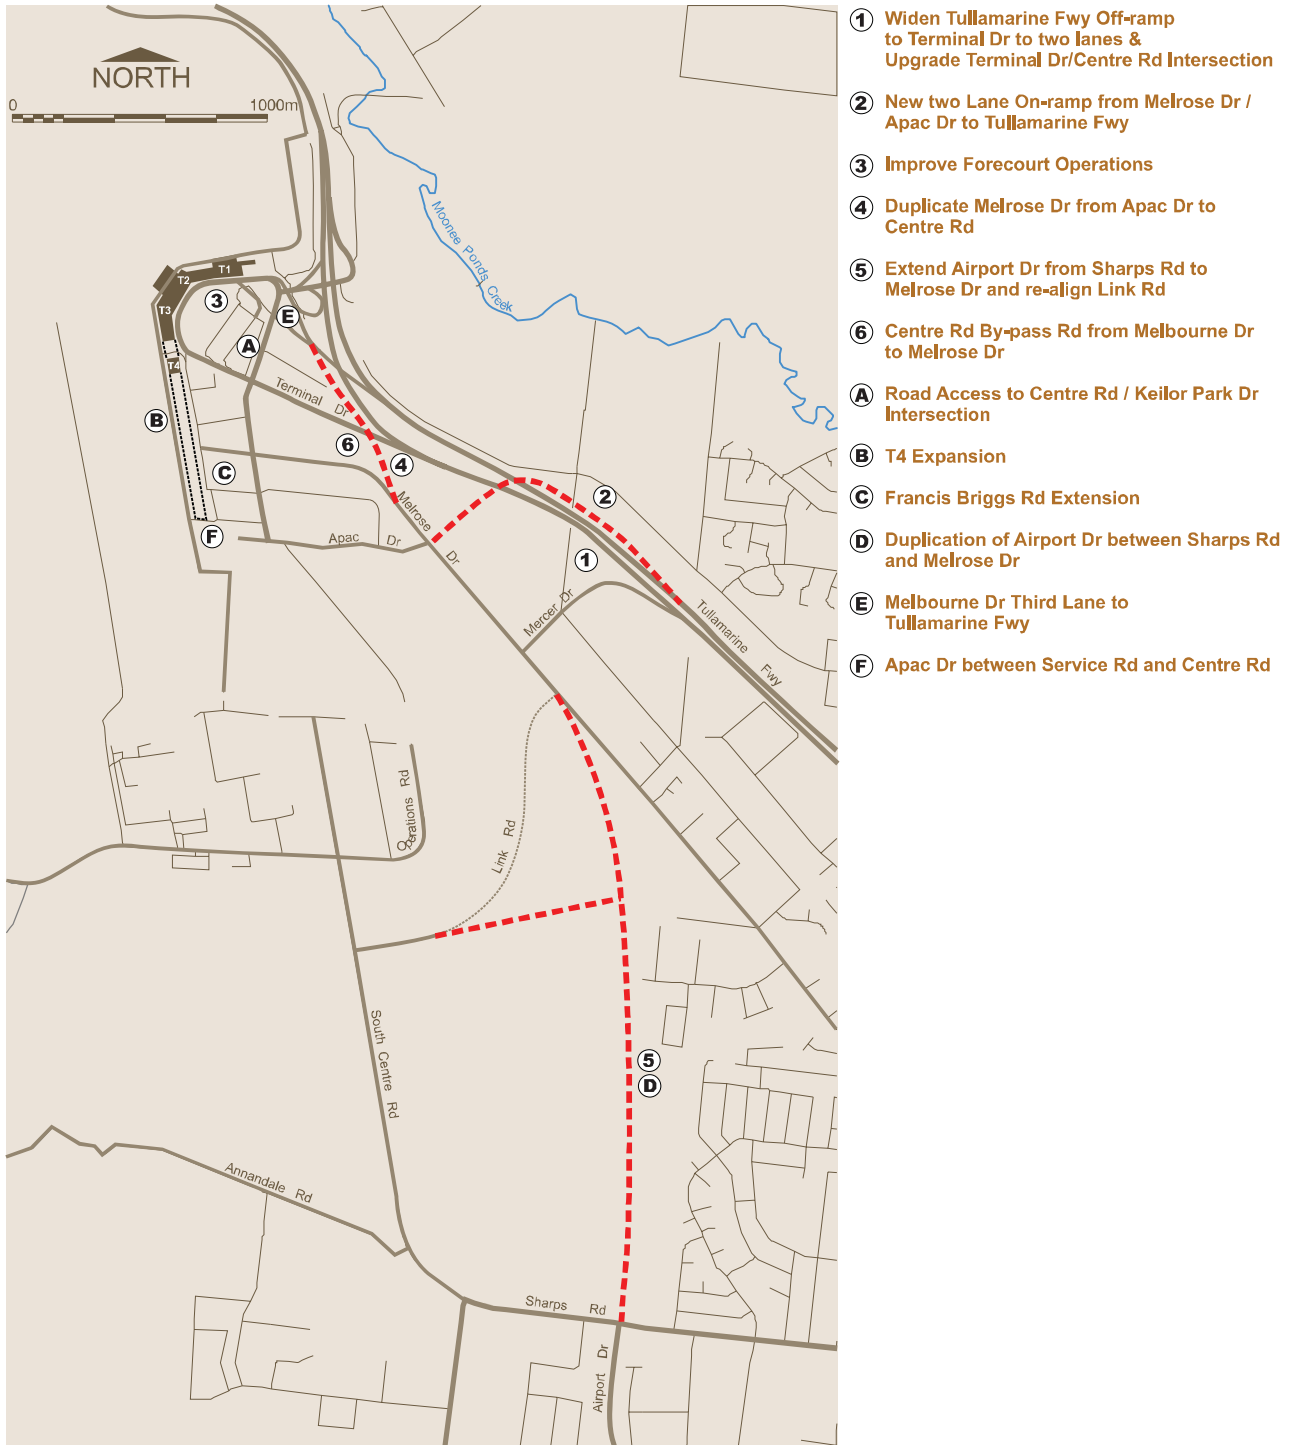 NORTH
0 1000m
Moonee Ponds Creek
T1
T2
T3
T4
3
E
A
B
C
F
6
4
2
1
5
D
Terminal Dr
Melrose Dr
Apac Dr
Mercer Dr
Tullamarine Fwy
Link Rd
Operations Rd
South Centre Rd
Annandale Rd
Sharps Rd
Airport Dr
1 Widen Tullamarine Fwy Off-ramp
to Terminal Dr to two lanes &
Upgrade Terminal Dr/Centre Rd Intersection
2 New two Lane On-ramp from Melrose Dr /
Apac Dr to Tullamarine Fwy
3 Improve Forecourt Operations
4 Duplicate Melrose Dr from Apac Dr to
Centre Rd
5 Extend Airport Dr from Sharps Rd to
Melrose Dr and re-align Link Rd
6 Centre Rd By-pass Rd from Melbourne Dr
to Melrose Dr
A Road Access to Centre Rd / Keilor Park Dr
Intersection
B T4 Expansion
C Francis Briggs Rd Extension
D Duplication of Airport Dr between Sharps Rd
and Melrose Dr
E Melbourne Dr Third Lane to
Tullamarine Fwy
F Apac Dr between Service Rd and Centre Rd